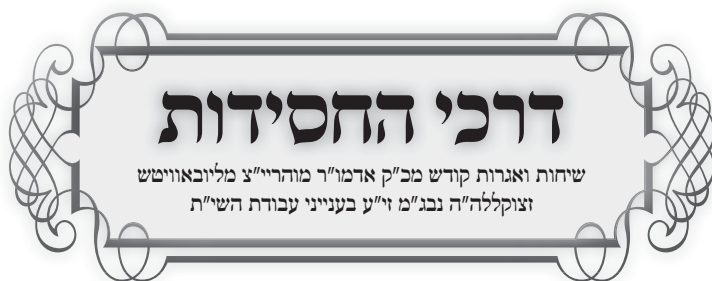 דרכי החסידות
שיחות ואגרות קודש מכ"ק אדמו"ר מוהריי"צ מליובאוויטש
זצוקללה"ה נבג"מ זי"ע בענייני עבודת השי"ת